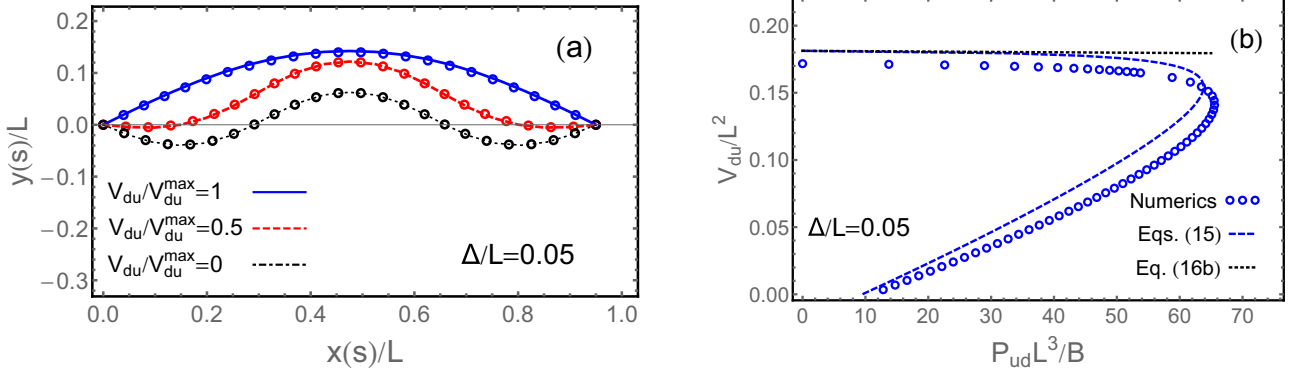 (a)
y(s)/L
0.2
0.1
0.0
−0.1
−0.2
−0.3
V_du/V_du^max=1
V_du/V_du^max=0.5
V_du/V_du^max=0
Δ/L=0.05
0.0 0.2 0.4 0.6 0.8 1.0
x(s)/L
(b)
V_du/L^2
0.20
0.15
0.10
0.05
0.00
Numerics
Eqs. (15)
Eq. (16b)
Δ/L=0.05
0 10 20 30 40 50 60 70
P_ud L^3/B